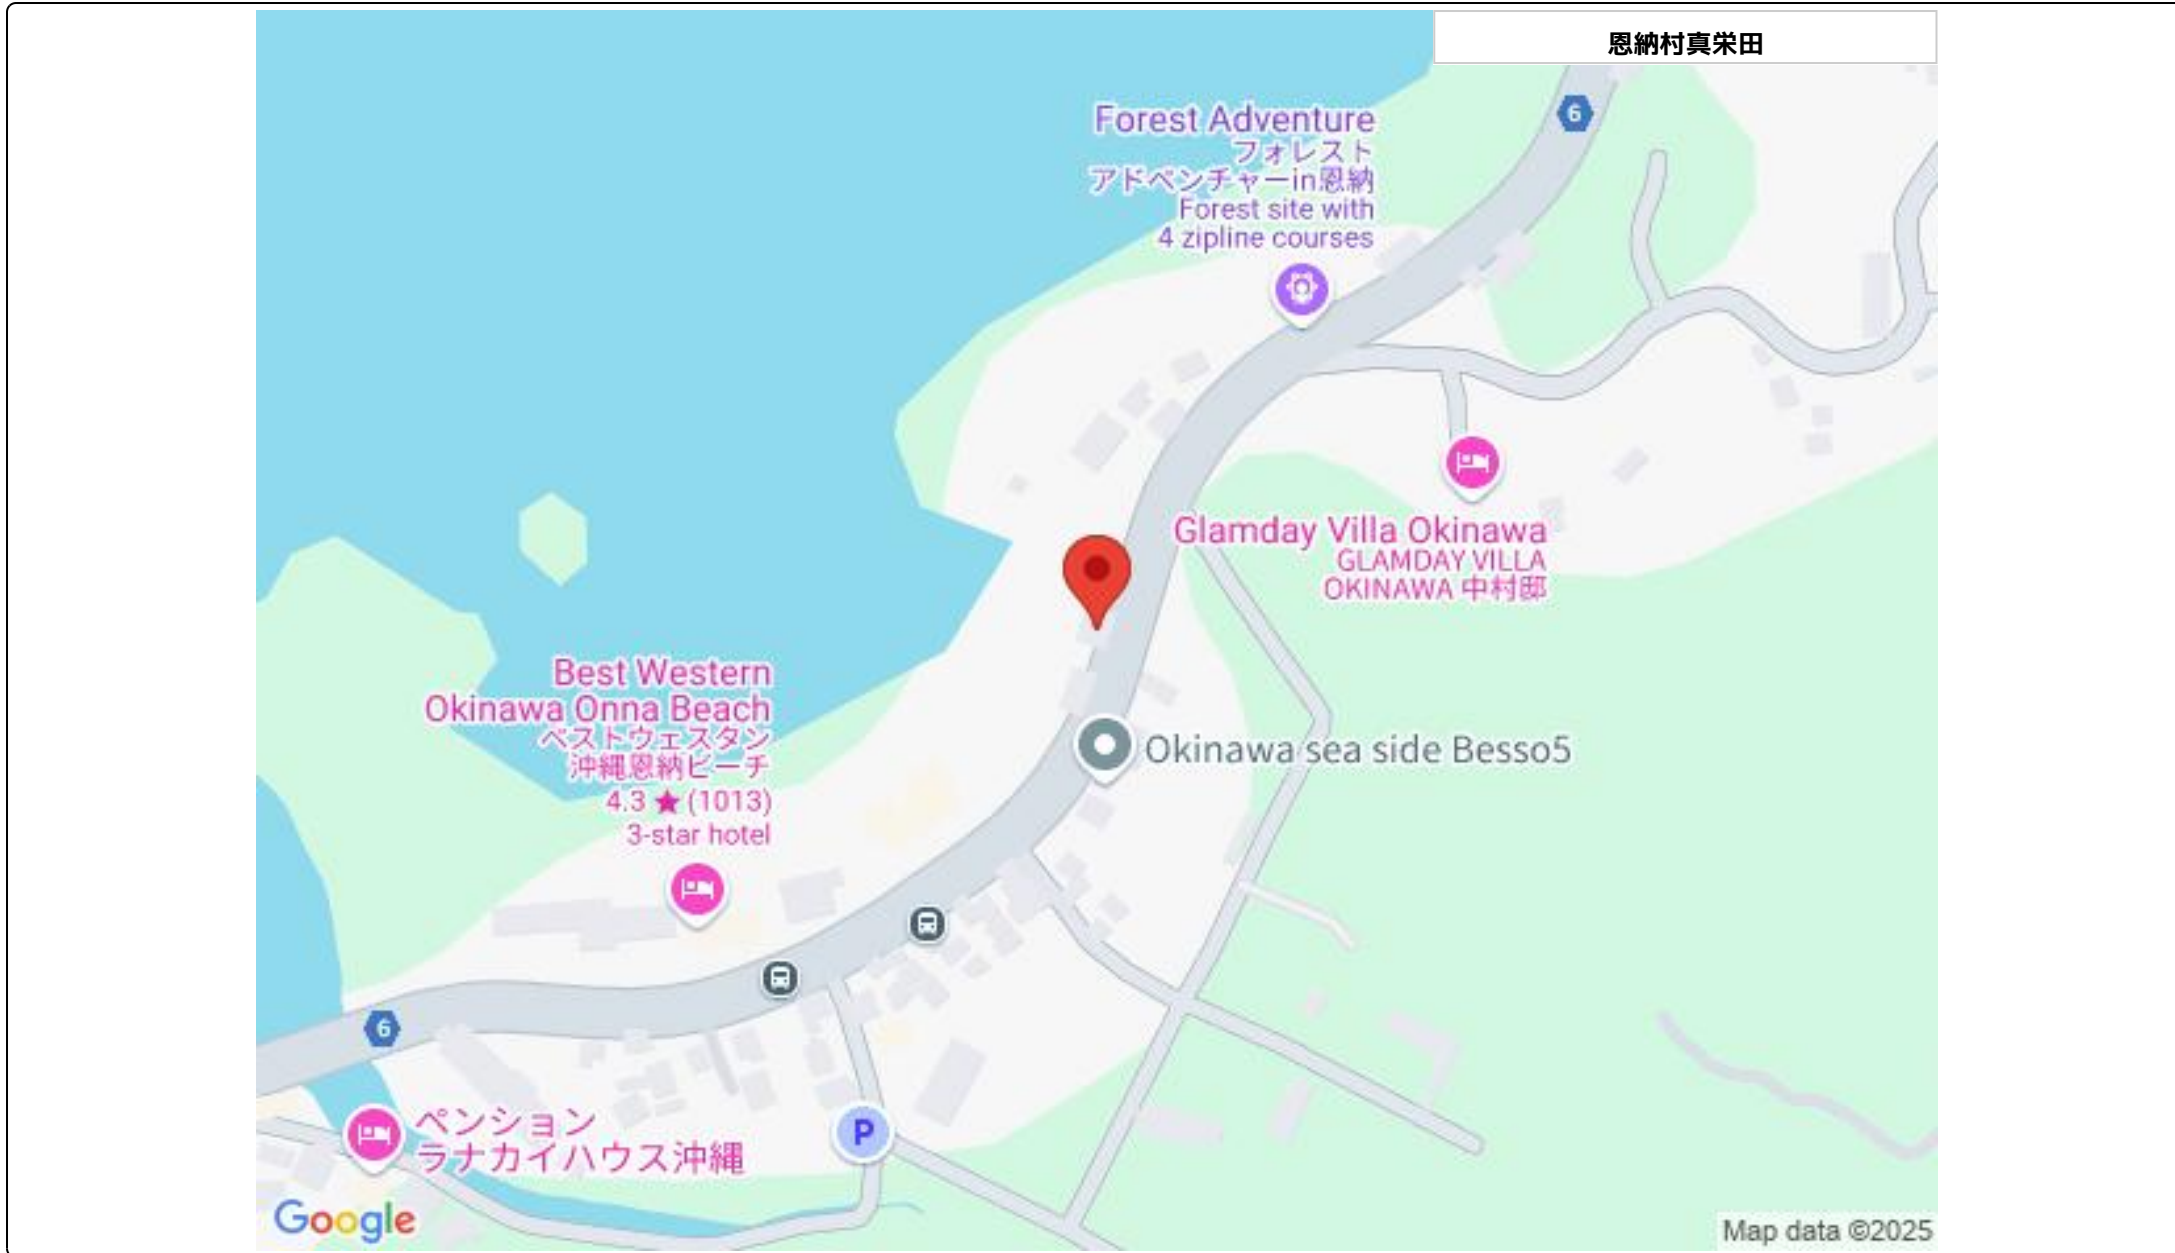 恩納村真栄田
6
Forest Adventure
フォレスト
アドベンチャーin恩納
Forest site with
4 zipline courses
Glamday Villa Okinawa
GLAMDAY VILLA
OKINAWA 中村邸
Best Western
Okinawa Onna Beach
ベストウェスタン
沖縄恩納ビーチ
4.3 ★ (1013)
3-star hotel
Okinawa sea side Besso5
6
P
ペンション
ラナカイハウス沖縄
Google
Map data ©2025